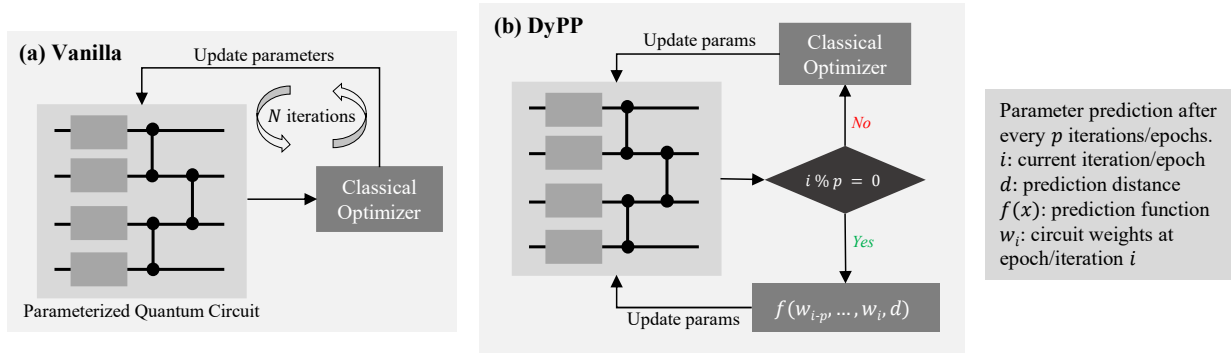 (a) Vanilla
Update parameters
N iterations
Classical
Optimizer
Parameterized Quantum Circuit
(b) DyPP
Update params
Classical
Optimizer
No
i % p = 0
Yes
f(w_{i-p}, ..., w_i, d)
Update params
Parameter prediction after
every p iterations/epochs.
i: current iteration/epoch
d: prediction distance
f(x): prediction function
w_i: circuit weights at
epoch/iteration i